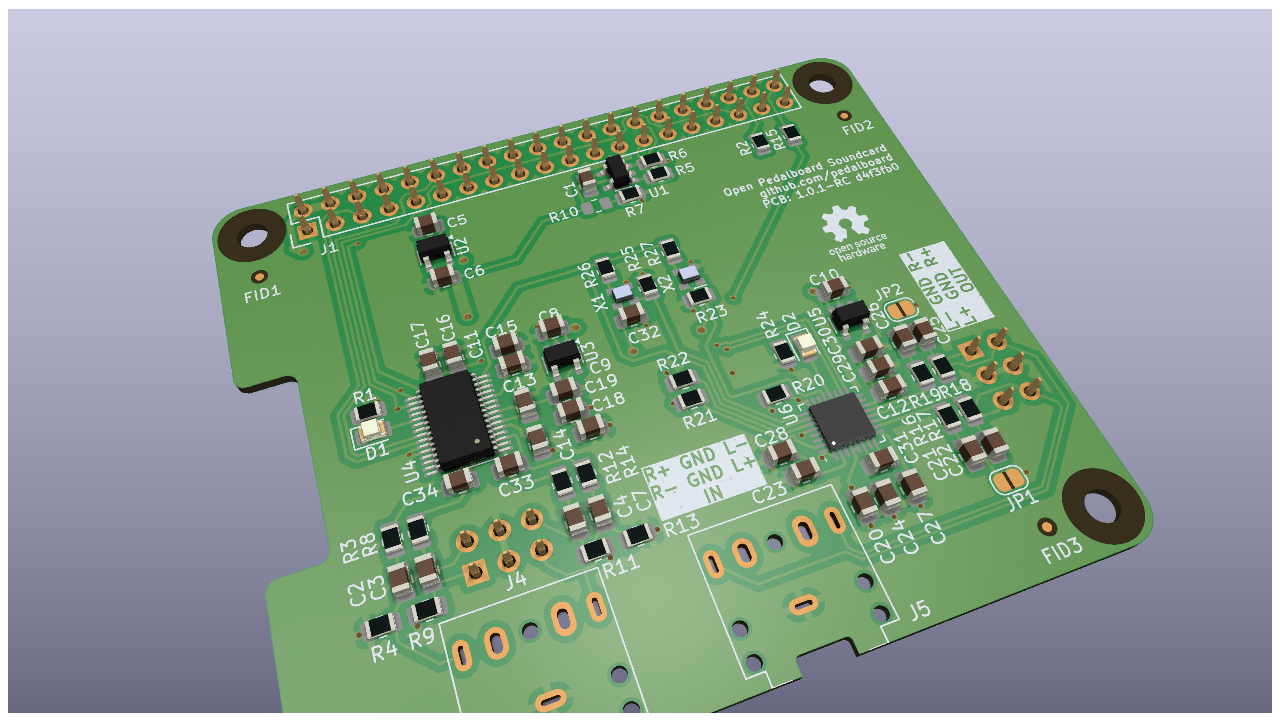 FID2
R2
R15
Open Pedalboard Soundcard
github.com/pedalboard
PCB: 1.0.1-RC d4f3fb0
open source
hardware
R6
R5
C1
U1
R7
R10
J1
FID1
C5
U2
C6
R26
R25
R27
X1
X2
C32
R23
C10
JP2
R- R+
GND GND
L- OUT
L+
R24
D2
C30
U5
C26
C29
C12
C17
C16
C11
C15
C8
C13
U3
C9
C19
C18
C14
R22
R21
R20
U6
R19
R18
R17
R16
C31
C21
C22
R1
D1
U4
C34
C33
R12
R14
C4
C7
R13
R11
R+ GND L-
R- GND L+
IN
C28
C23
C20
C24
C27
JP1
FID3
R3
R8
C2
C3
R4
R9
J4
J5